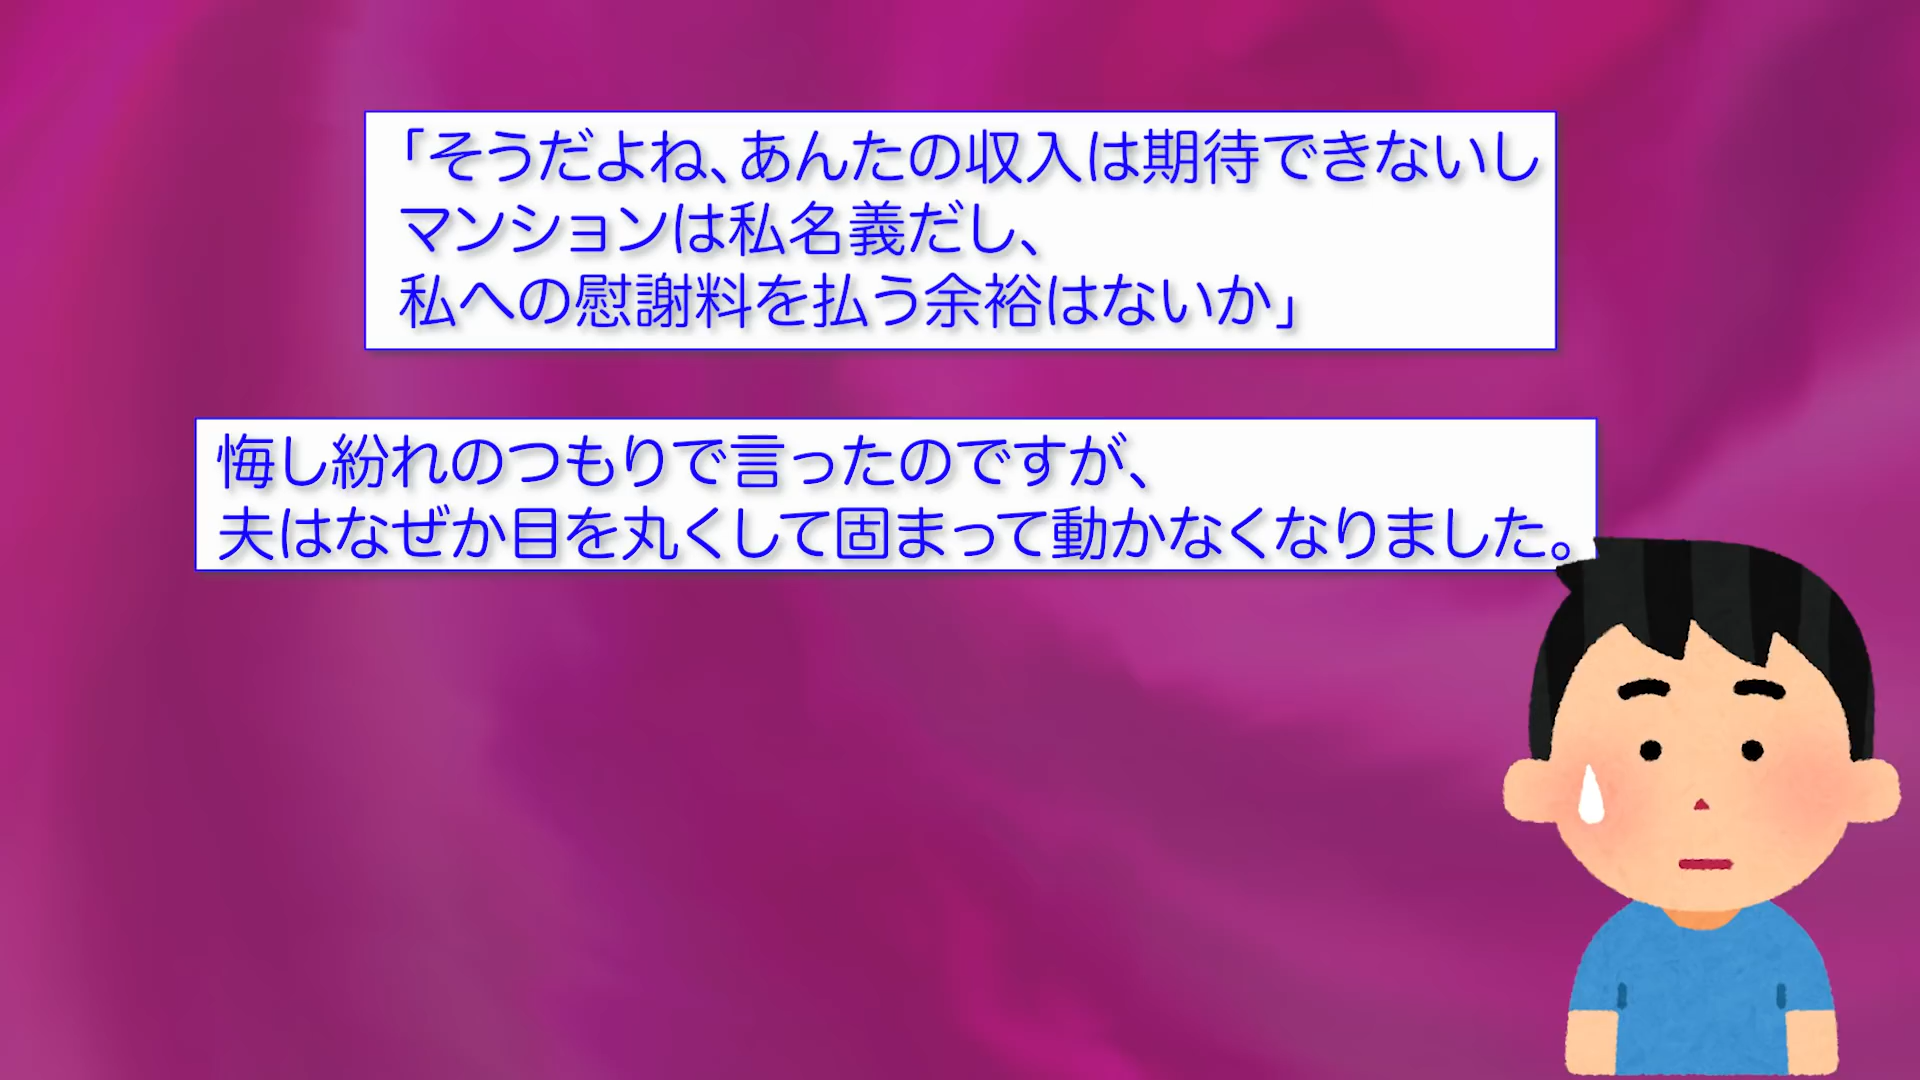 「そうだよね、あんたの収入は期待できないし
マンションは私名義だし、
私への慰謝料を払う余裕はないか」
悔し紛れのつもりで言ったのですが、
夫はなぜか目を丸くして固まって動かなくなりました。